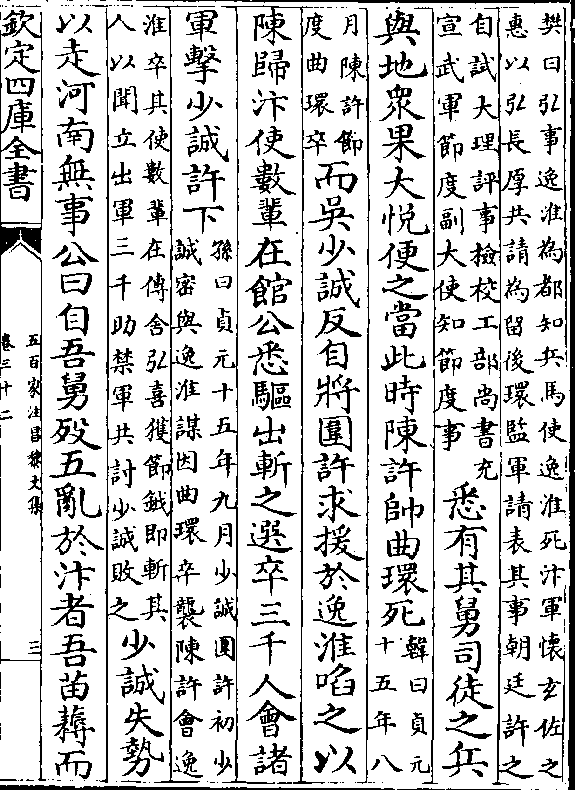 樊曰弘事逸淮為都知兵馬使逸淮死汴軍懷玄佐之
惠以弘長厚共請為留後環監軍請表其事朝廷許之
自試大理評事檢校工部尚書充
宣武軍節度副大使知節度事
悉有其舅司徒之兵
與地衆果大悦便之當此時陳許帥曲環死
韓曰貞元
十五年八
月陳許節
度曲環卒
而吳少誠反自將圍許求援於逸淮啗之以
陳歸汴使數輩在館公悉驅出斬之選卒三千人會諸
軍擊少誠許下
孫曰貞元十五年九月少誠圍許初少
誠密與逸淮謀因曲環卒襲陳許會逸
淮卒其使數輩在傳舍弘喜獲節鉞即斬其
人以聞立出軍三千助禁軍共討少誠敗之
少誠失勢
以走河南無事公曰自吾舅歿五亂於汴者吾苗薅而
欽定四庫全書
五百家注昌黎文集
卷三十二
三